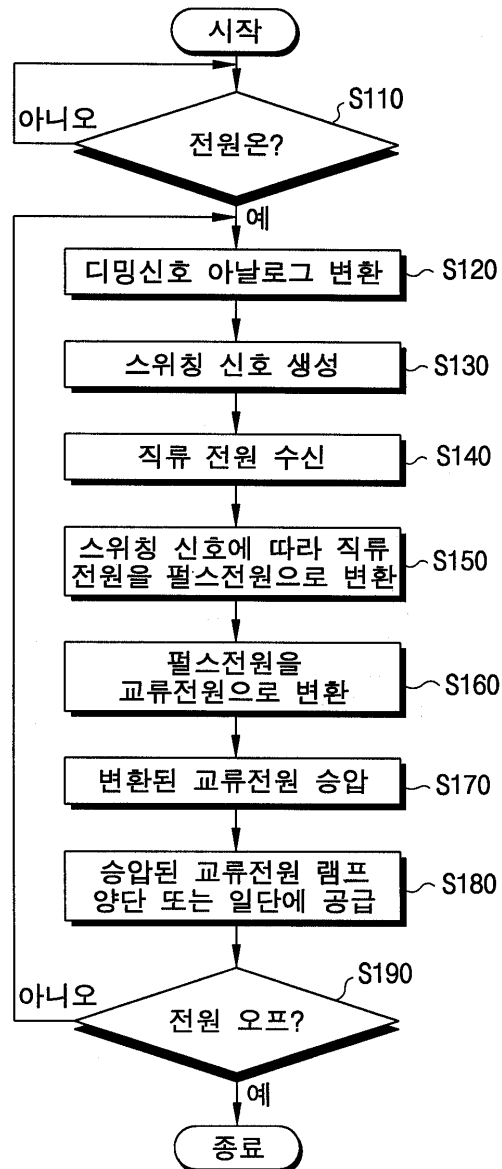 시작
아니오
S110
전원온?
예
디밍신호 아날로그 변환
S120
스위칭 신호 생성
S130
직류 전원 수신
S140
스위칭 신호에 따라 직류
전원을 펄스전원으로 변환
S150
펄스전원을
교류전원으로 변환
S160
변환된 교류전원 승압
S170
승압된 교류전원 램프
양단 또는 일단에 공급
S180
아니오
S190
전원 오프?
예
종료